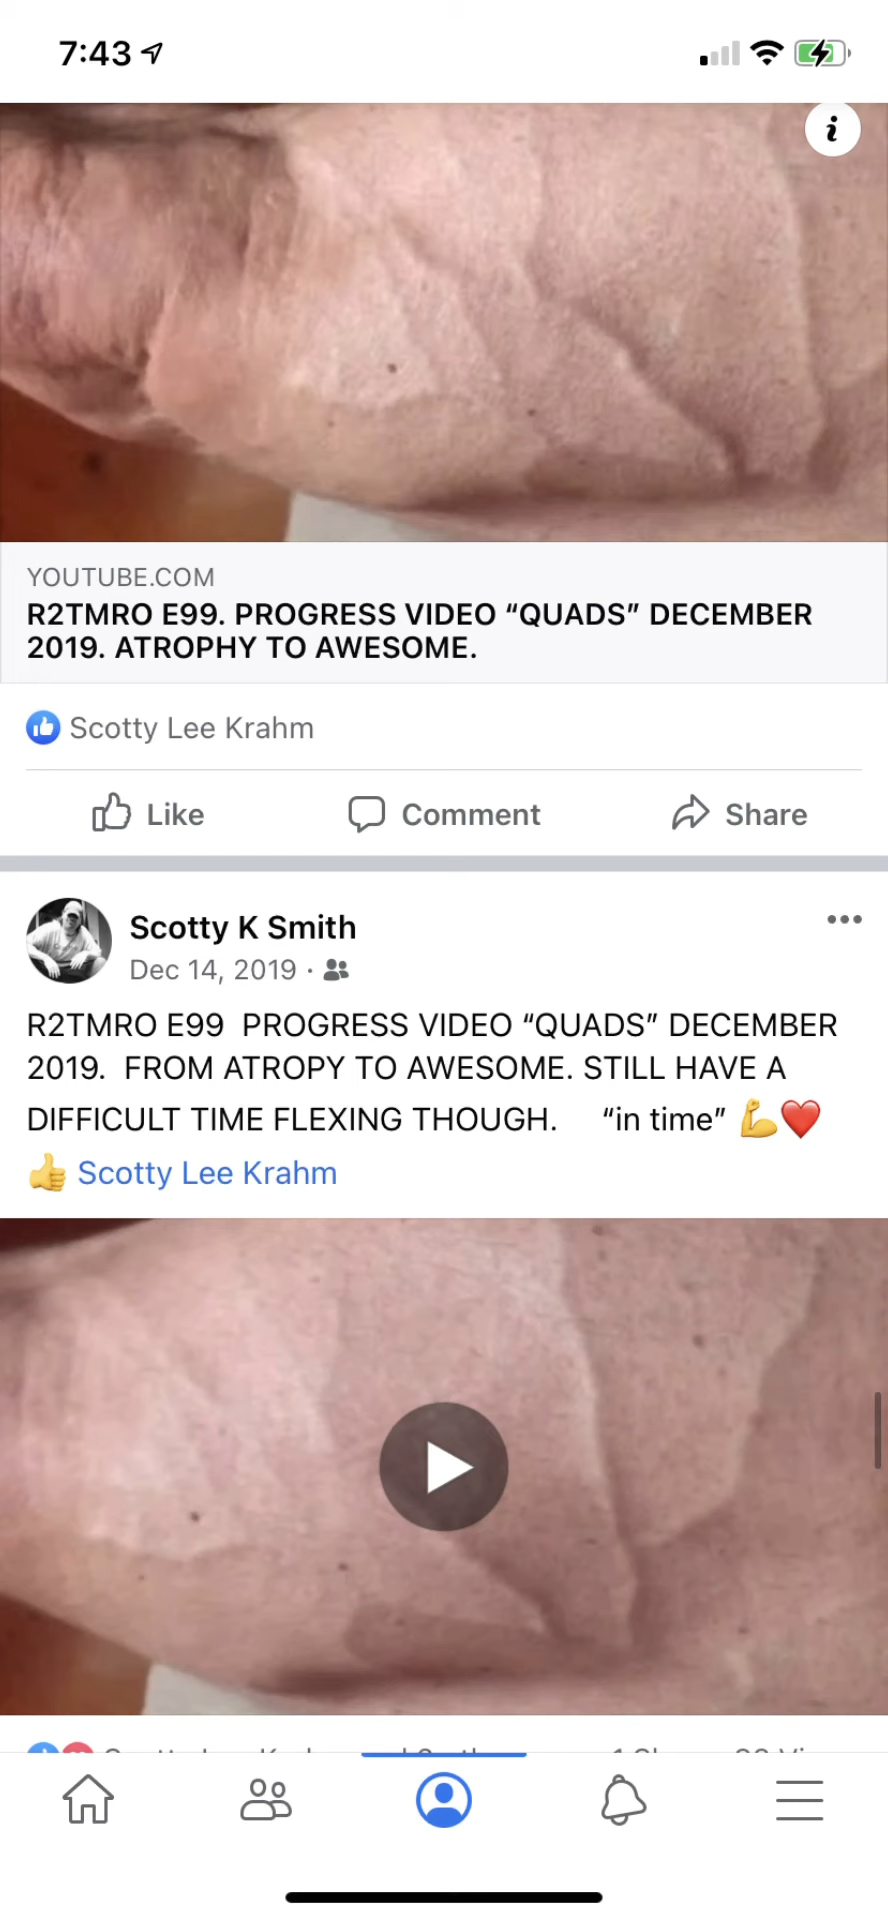 7:43
YOUTUBE.COM
R2TMRO E99. PROGRESS VIDEO “QUADS” DECEMBER
2019. ATROPHY TO AWESOME.
Scotty Lee Krahm
Like Comment Share
Scotty K Smith
Dec 14, 2019 ·
R2TMRO E99 PROGRESS VIDEO “QUADS” DECEMBER
2019. FROM ATROPY TO AWESOME. STILL HAVE A
DIFFICULT TIME FLEXING THOUGH. “in time” 💪❤️
👍 Scotty Lee Krahm